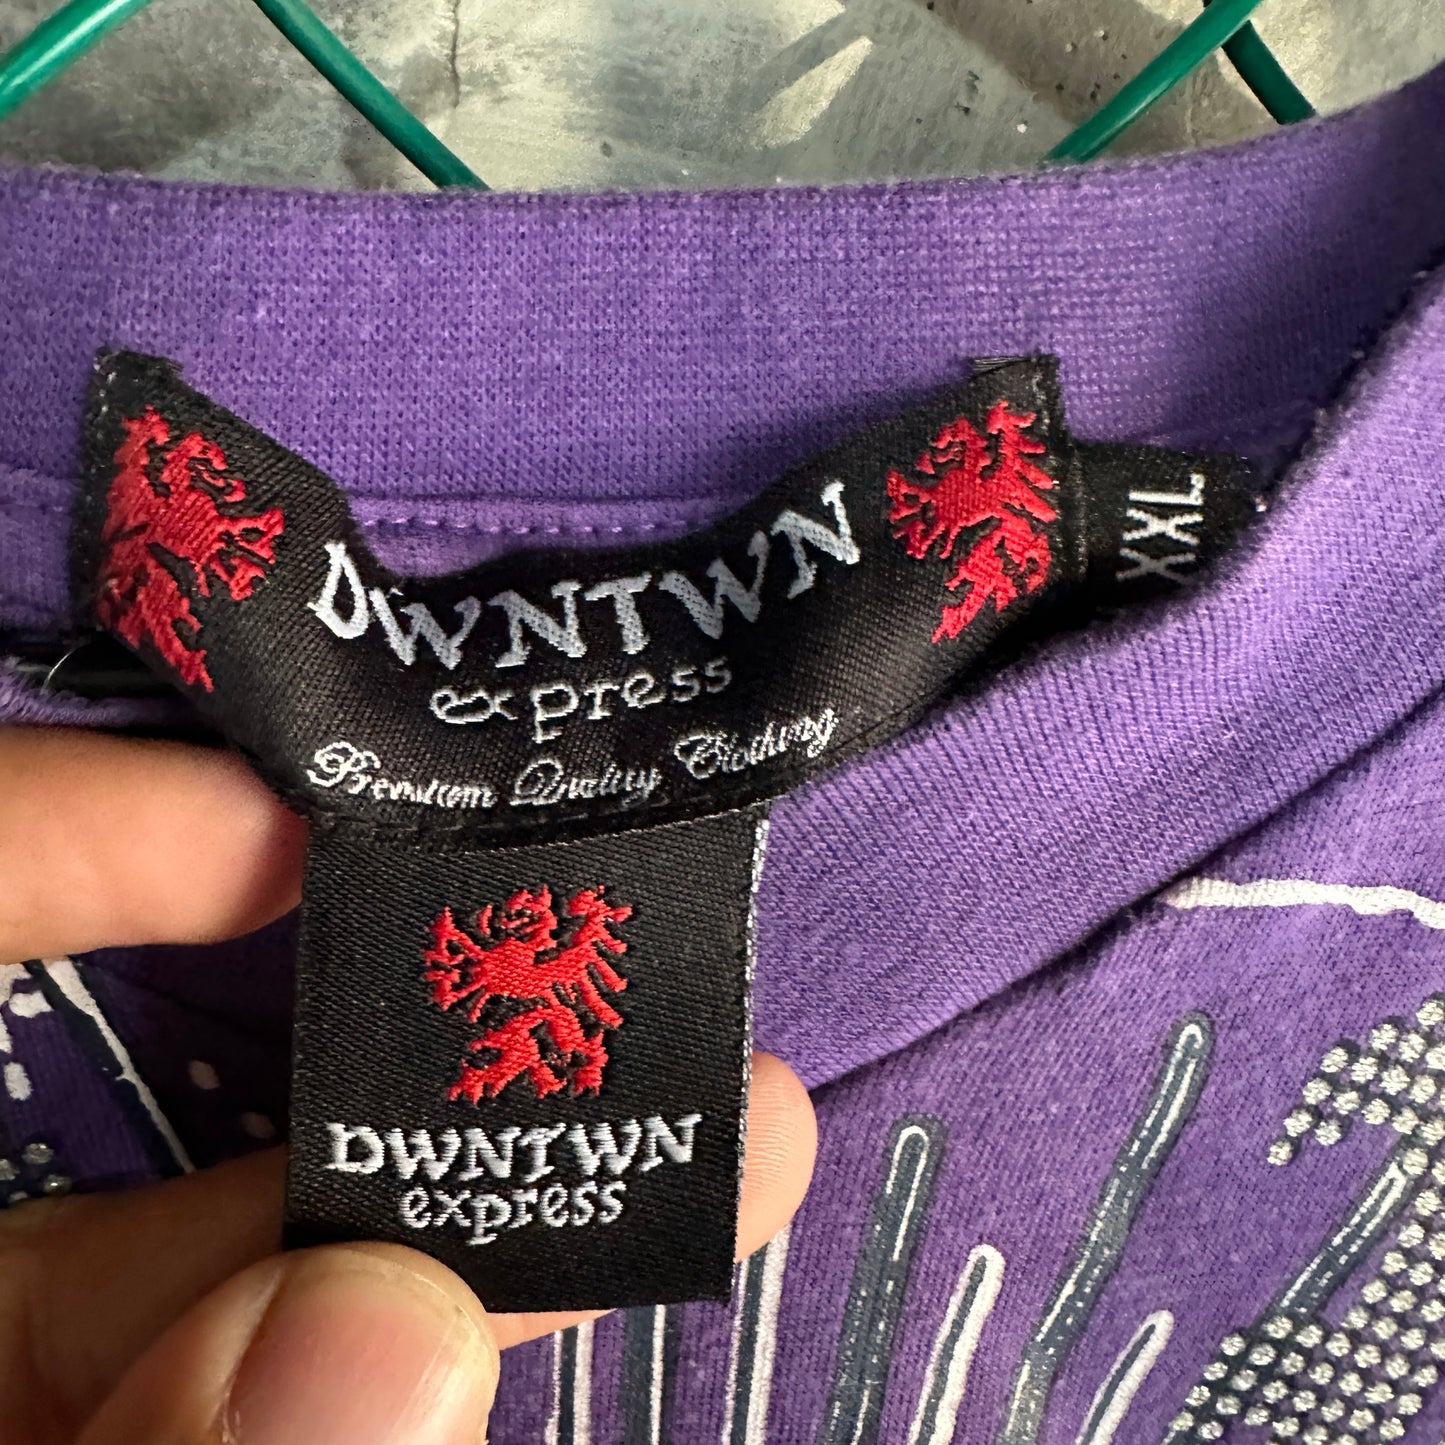 DWNTWN
express
Premium Quality Clothing
XXL
DWNTWN
express